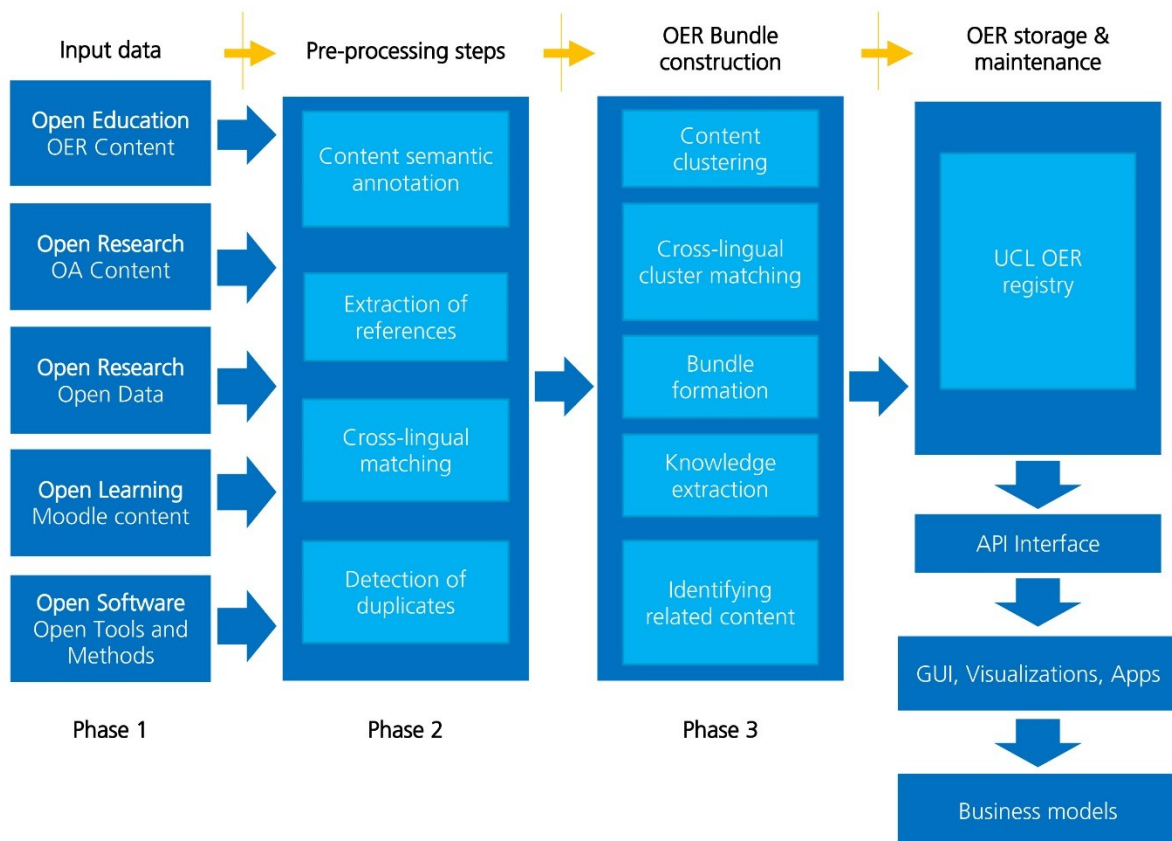 Input data
Pre-processing steps
OER Bundle
construction
OER storage &
maintenance
Open Education
OER Content
Open Research
OA Content
Open Research
Open Data
Open Learning
Moodle content
Open Software
Open Tools and
Methods
Content semantic
annotation
Extraction of
references
Cross-lingual
matching
Detection of
duplicates
Content
clustering
Cross-lingual
cluster matching
Bundle
formation
Knowledge
extraction
Identifying
related content
UCL OER
registry
API Interface
GUI, Visualizations, Apps
Business models
Phase 1
Phase 2
Phase 3